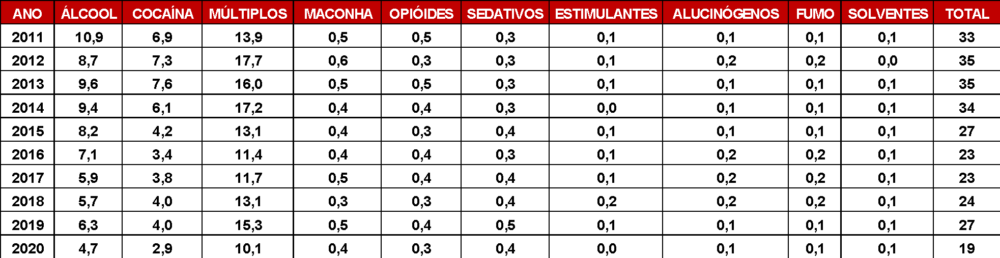 ANO ÁLCOOL COCAÍNA MÚLTIPLOS MACONHA OPIÓIDES SEDATIVOS ESTIMULANTES ALUCINÓGENOS FUMO SOLVENTES TOTAL
2011 10,9 6,9 13,9 0,5 0,5 0,3 0,1 0,1 0,1 0,1 33
2012 8,7 7,3 17,7 0,6 0,3 0,3 0,1 0,2 0,2 0,0 35
2013 9,6 7,6 16,0 0,5 0,5 0,3 0,1 0,1 0,1 0,1 35
2014 9,4 6,1 17,2 0,4 0,4 0,3 0,0 0,1 0,1 0,1 34
2015 8,2 4,2 13,1 0,4 0,3 0,4 0,1 0,1 0,1 0,1 27
2016 7,1 3,4 11,4 0,4 0,4 0,3 0,1 0,2 0,2 0,1 23
2017 5,9 3,8 11,7 0,5 0,4 0,4 0,1 0,2 0,2 0,1 23
2018 5,7 4,0 13,1 0,3 0,3 0,4 0,2 0,2 0,2 0,1 24
2019 6,3 4,0 15,3 0,5 0,4 0,5 0,1 0,1 0,1 0,1 27
2020 4,7 2,9 10,1 0,4 0,3 0,4 0,0 0,1 0,1 0,1 19